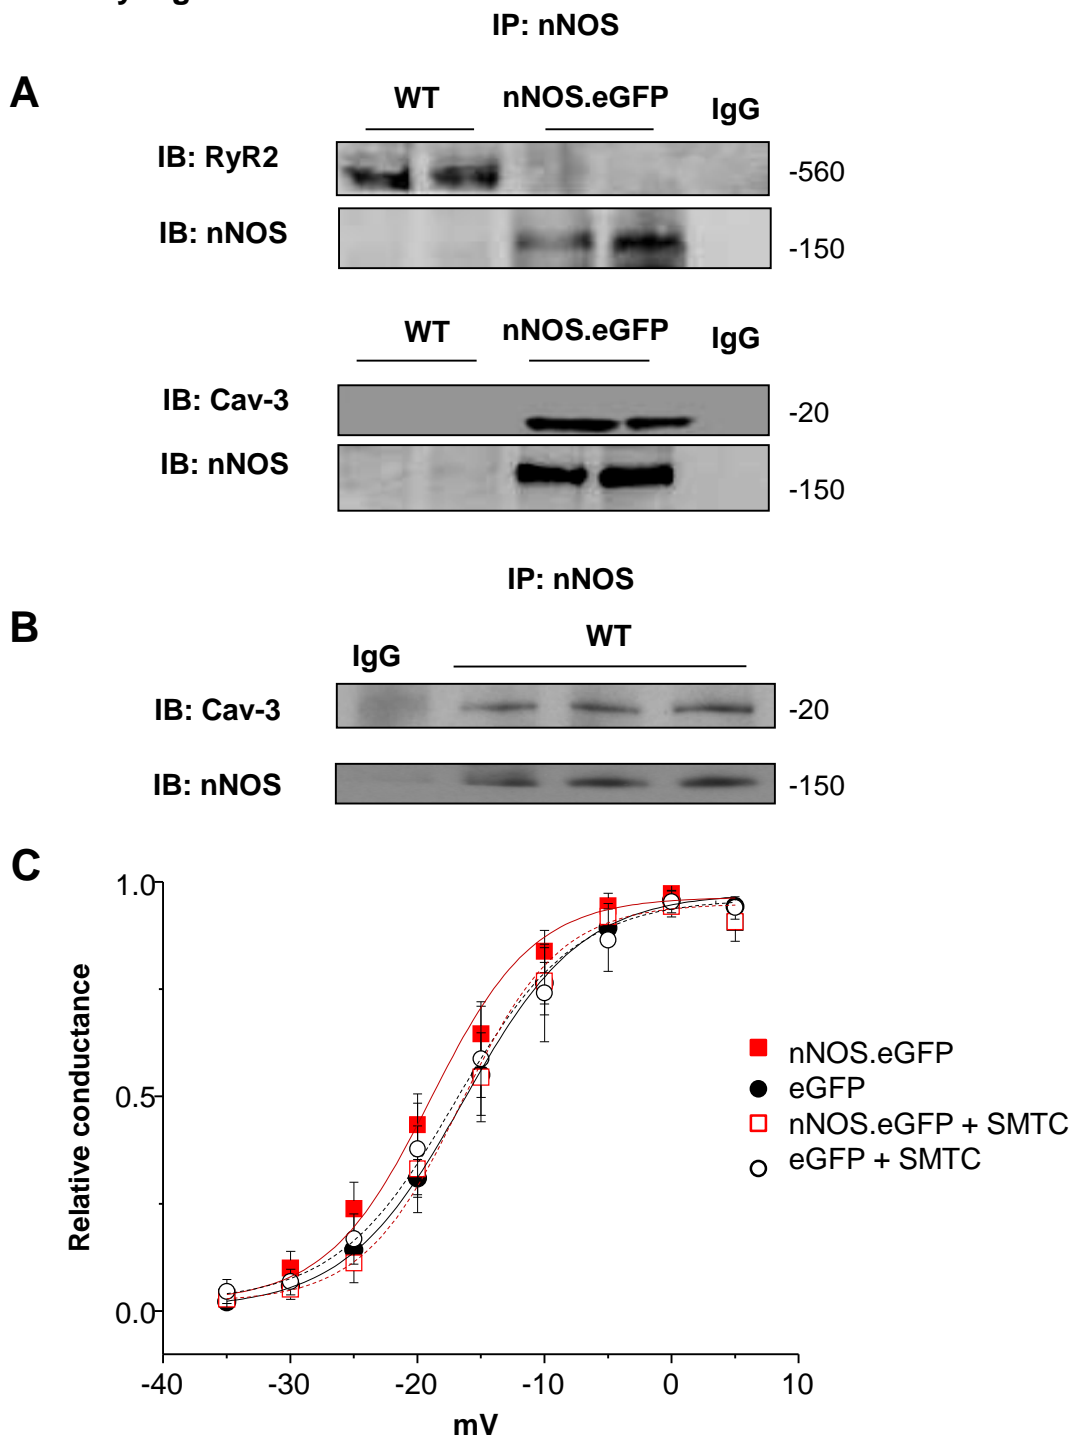 IP: nNOS
A
WT nNOS.eGFP IgG
IB: RyR2 -560
IB: nNOS -150
WT nNOS.eGFP IgG
IB: Cav-3 -20
IB: nNOS -150
IP: nNOS
B
IgG WT
IB: Cav-3 -20
IB: nNOS -150
C
1.0
0.5
0.0
Relative conductance
-40 -30 -20 -10 0 10
mV
nNOS.eGFP
eGFP
nNOS.eGFP + SMTC
eGFP + SMTC